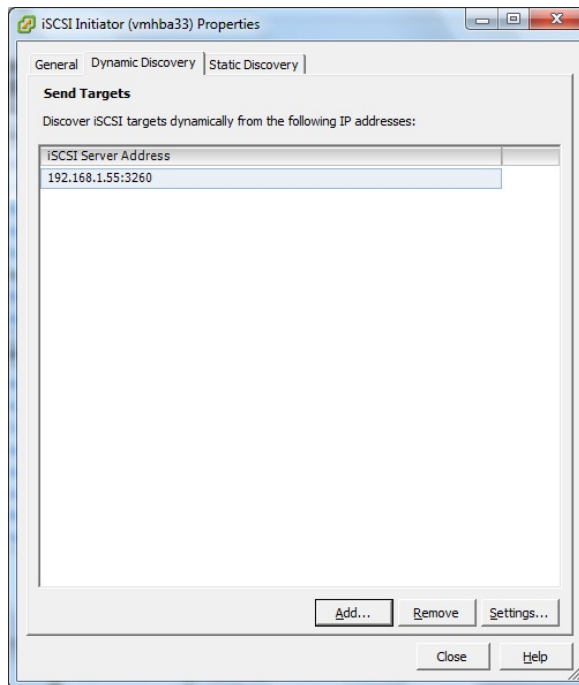 iSCSI Initiator (vmhba33) Properties
General Dynamic Discovery Static Discovery
Send Targets
Discover iSCSI targets dynamically from the following IP addresses:
iSCSI Server Address
192.168.1.55:3260
Add... Remove Settings...
Close Help